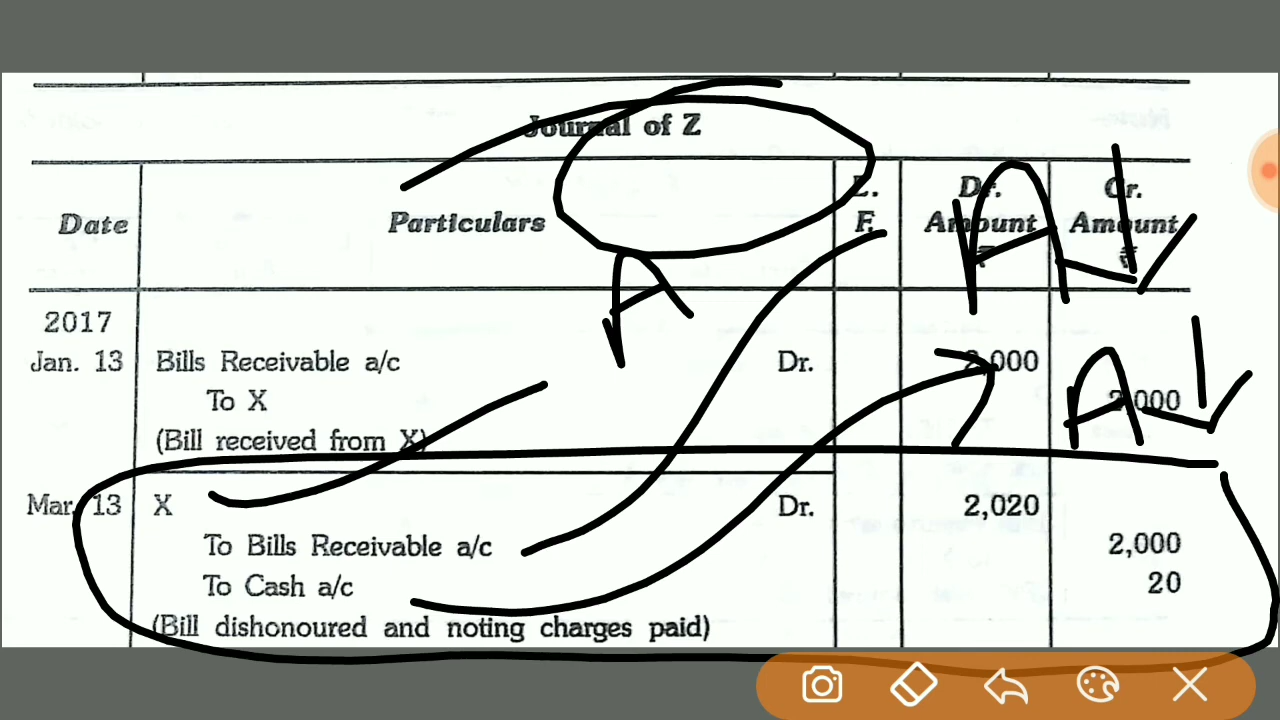 Journal of Z
Date Particulars L. F. Dr. Amount ₹ Cr. Amount ₹
2017
Jan. 13 Bills Receivable a/c Dr. 2,000
To X 2,000
(Bill received from X)
Mar. 13 X Dr. 2,020
To Bills Receivable a/c 2,000
To Cash a/c 20
(Bill dishonoured and noting charges paid)